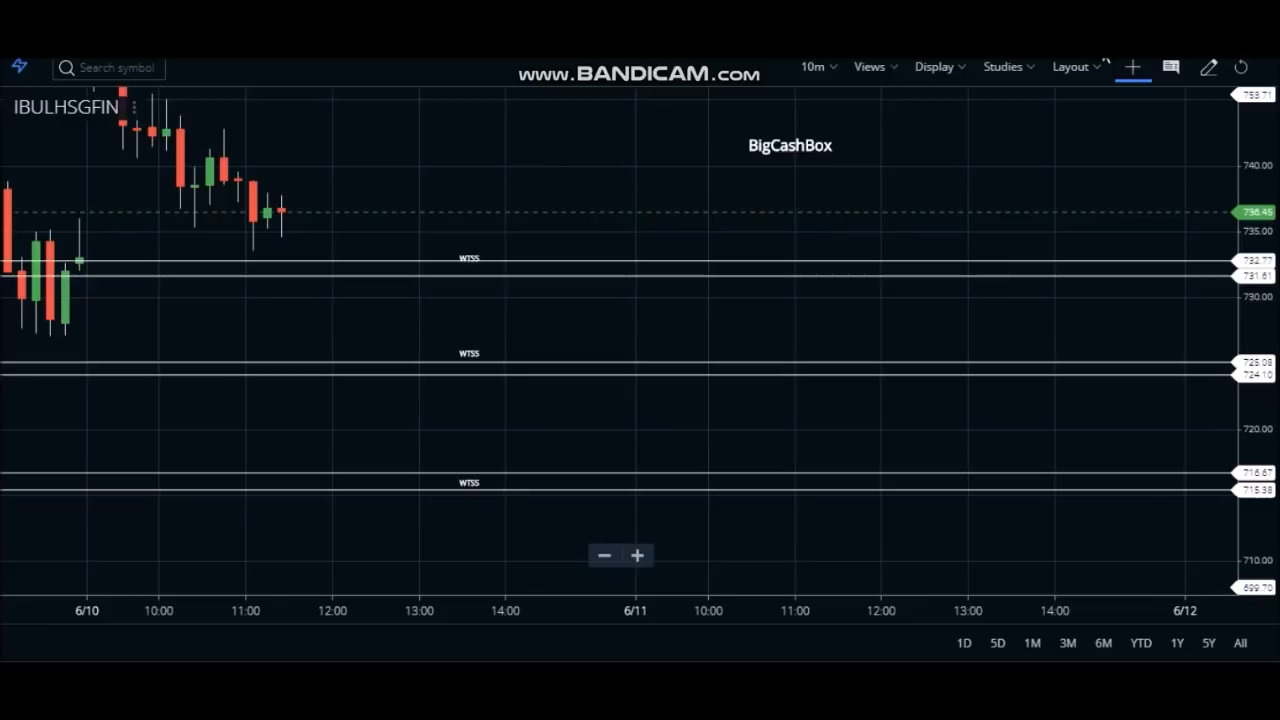 www.BANDICAM.com
Search symbol
10m Views Display Studies Layout
IBULHSGFIN
BigCashBox
753.71
740.00
736.45
735.00
WTSS
732.77
731.61
730.00
WTSS
725.08
724.10
720.00
716.67
WTSS
715.38
710.00
699.70
6/10 10:00 11:00 12:00 13:00 14:00 6/11 10:00 11:00 12:00 13:00 14:00 6/12
1D 5D 1M 3M 6M YTD 1Y 5Y All